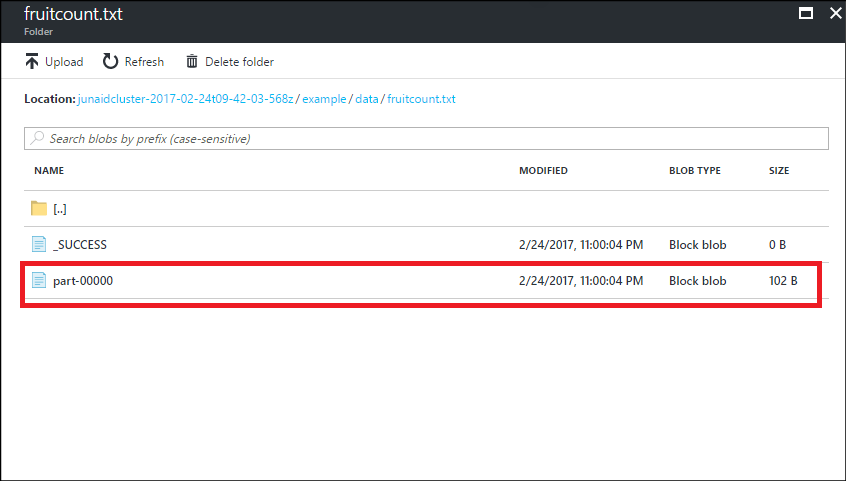 fruitcount.txt
Folder
Upload Refresh Delete folder
Location: junaidcluster-2017-02-24t09-42-03-568z / example / data / fruitcount.txt
Search blobs by prefix (case-sensitive)
NAME MODIFIED BLOB TYPE SIZE
[..]
_SUCCESS 2/24/2017, 11:00:04 PM Block blob 0 B
part-00000 2/24/2017, 11:00:04 PM Block blob 102 B